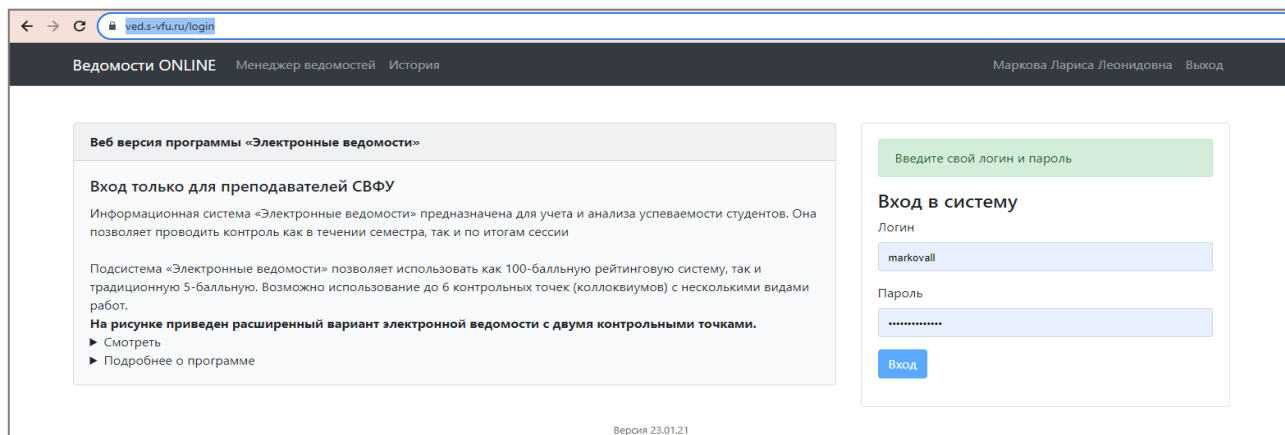 ved.s-vfu.ru/login
Ведомости ONLINE Менеджер ведомостей История Маркова Лариса Леонидовна Выход
Веб версия программы «Электронные ведомости»
Вход только для преподавателей СВФУ
Информационная система «Электронные ведомости» предназначена для учета и анализа успеваемости студентов. Она
позволяет проводить контроль как в течении семестра, так и по итогам сессии
Подсистема «Электронные ведомости» позволяет использовать как 100-балльную рейтинговую систему, так и
традиционную 5-балльную. Возможно использование до 6 контрольных точек (коллоквиумов) с несколькими видами
работ.
На рисунке приведен расширенный вариант электронной ведомости с двумя контрольными точками.
▶ Смотреть
▶ Подробнее о программе
Введите свой логин и пароль
Вход в систему
Логин
markovall
Пароль
••••••••••••••
Вход
Версия 23.01.21